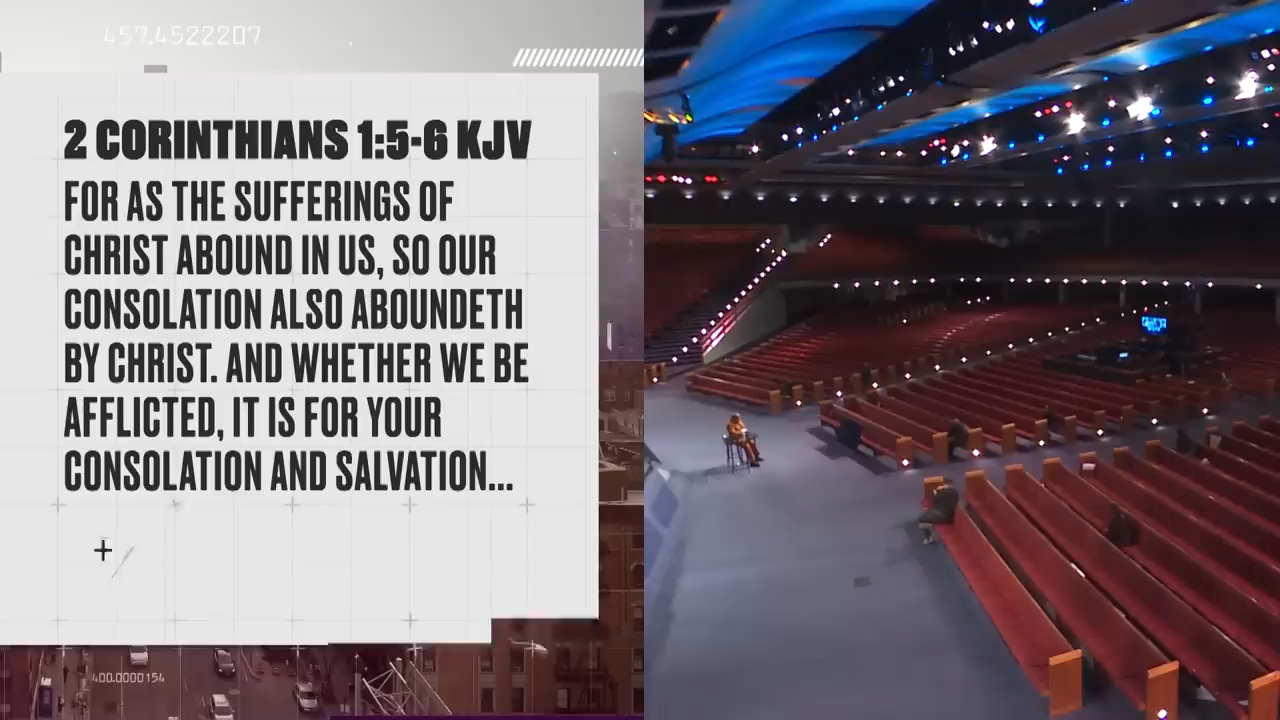 457.4522207
2 CORINTHIANS 1:5-6 KJV
FOR AS THE SUFFERINGS OF
CHRIST ABOUND IN US, SO OUR
CONSOLATION ALSO ABOUNDETH
BY CHRIST. AND WHETHER WE BE
AFFLICTED, IT IS FOR YOUR
CONSOLATION AND SALVATION...
400.0000154